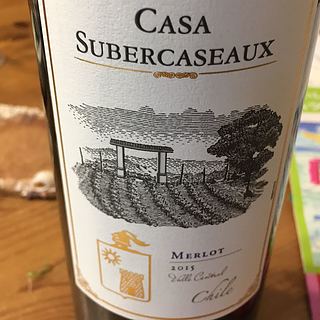 CASA
SUBERCASEAUX
MERLOT
2015
Valle Central
Chile